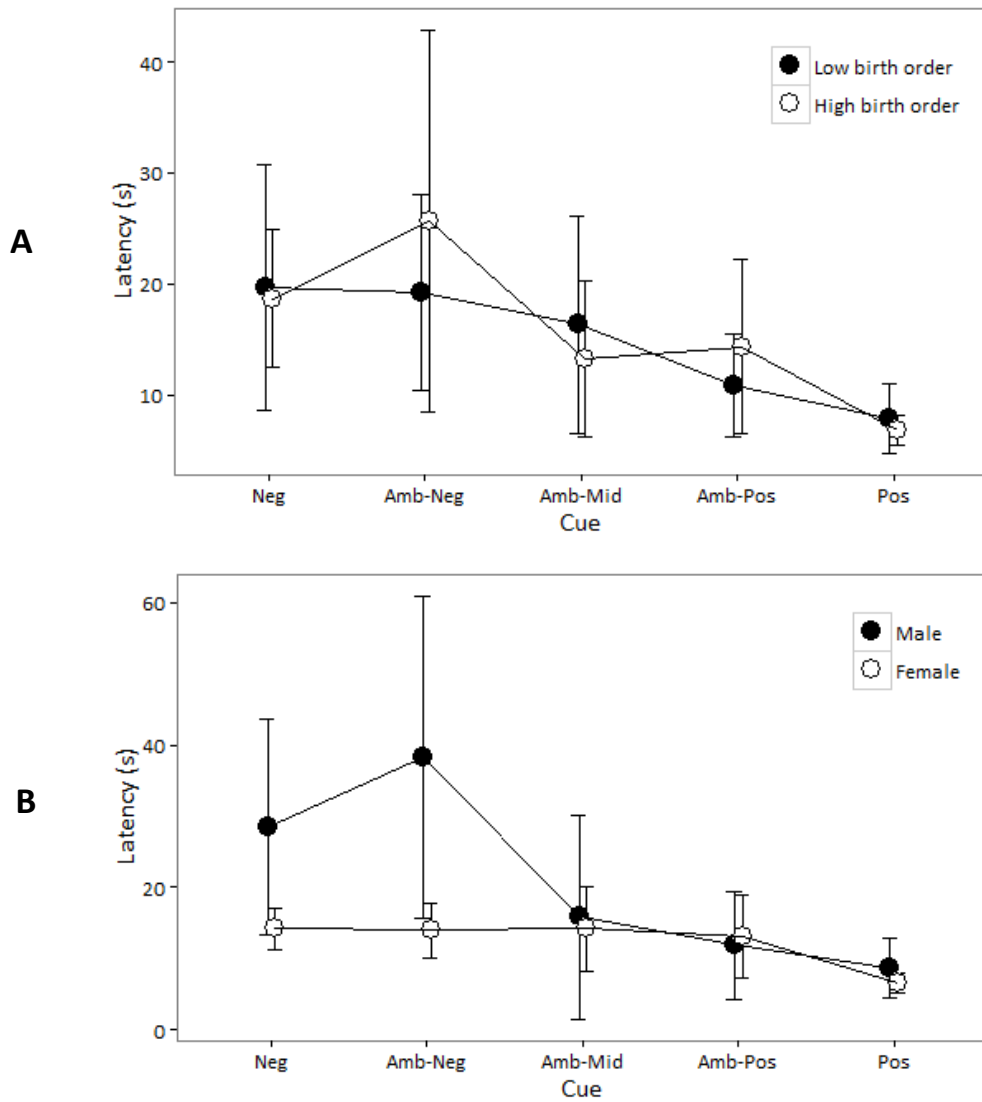 A
Latency (s)
40
30
20
10
Low birth order
High birth order
Neg Amb-Neg Amb-Mid Amb-Pos Pos
Cue
B
Latency (s)
60
40
20
0
Male
Female
Neg Amb-Neg Amb-Mid Amb-Pos Pos
Cue